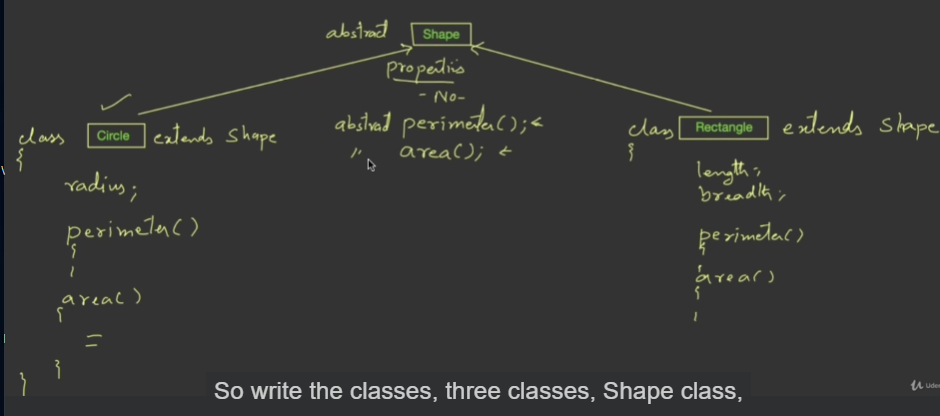 abstract Shape
properties
- No -
abstract perimeter();
" area();
class Circle extends Shape
{
radius;
perimeter()
{
}
area()
{
=
}
}
class Rectangle extends Shape
{
length;
breadth;
perimeter()
{
}
area()
{
}
So write the classes, three classes, Shape class,